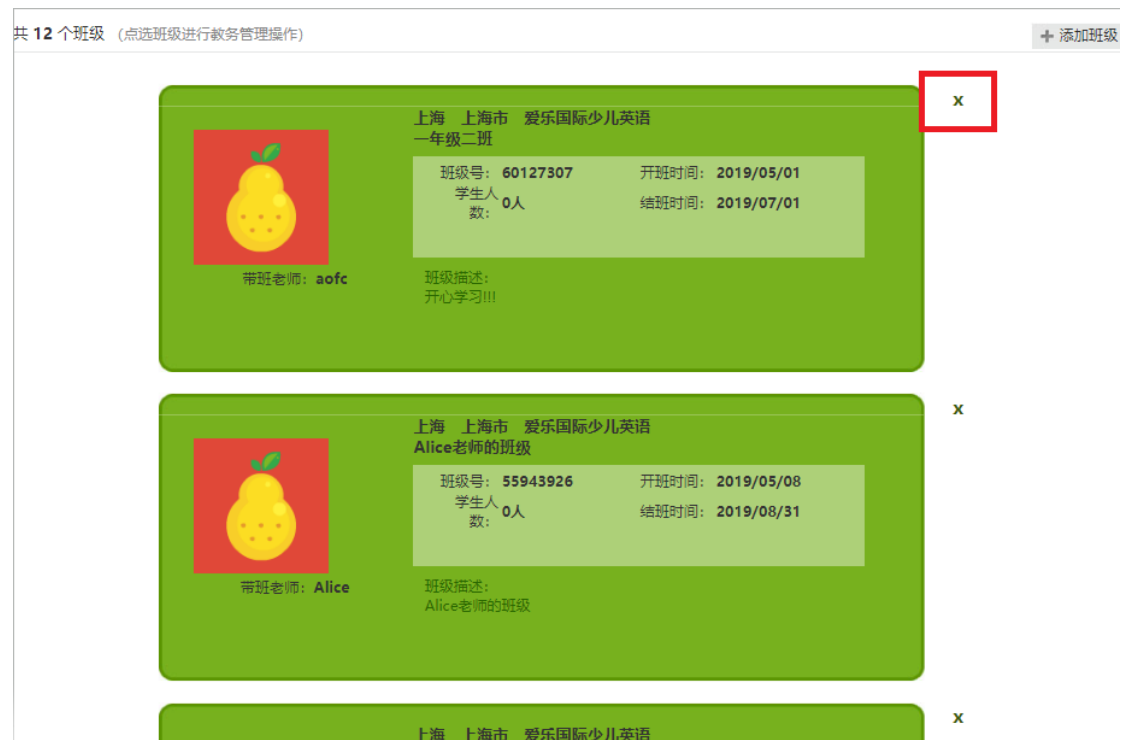 共 12 个班级 (点选班级进行教务管理操作)
+ 添加班级
x
上海 上海市 爱乐国际少儿英语
一年级二班
班级号: 60127307 开班时间: 2019/05/01
学生人数: 0人 结班时间: 2019/07/01
带班老师: aofc
班级描述:
开心学习!!!
x
上海 上海市 爱乐国际少儿英语
Alice老师的班级
班级号: 55943926 开班时间: 2019/05/08
学生人数: 0人 结班时间: 2019/08/31
带班老师: Alice
班级描述:
Alice老师的班级
x
上海 上海市 爱乐国际少儿英语